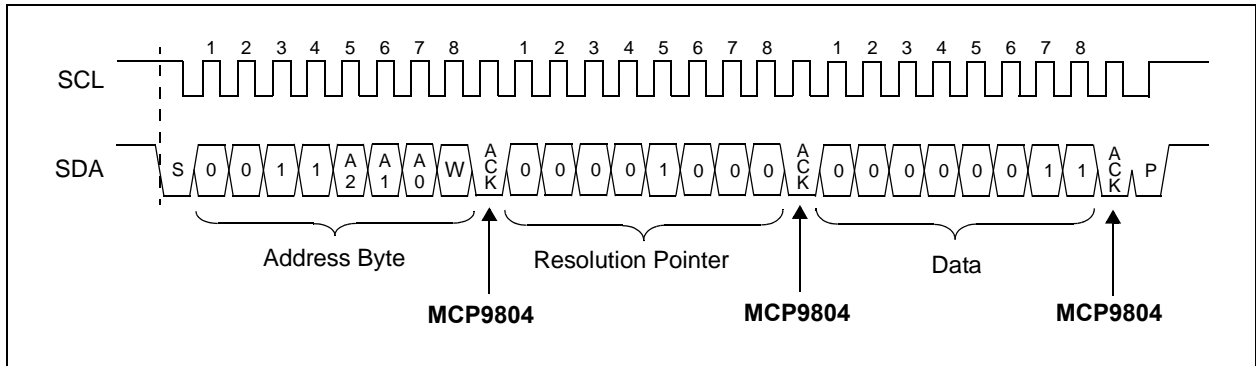 1 2 3 4 5 6 7 8 1 2 3 4 5 6 7 8 1 2 3 4 5 6 7 8
SCL
SDA S 0 0 1 1 A2 A1 A0 W ACK 0 0 0 0 1 0 0 0 ACK 0 0 0 0 0 0 1 1 ACK P
Address Byte Resolution Pointer Data
MCP9804 MCP9804 MCP9804